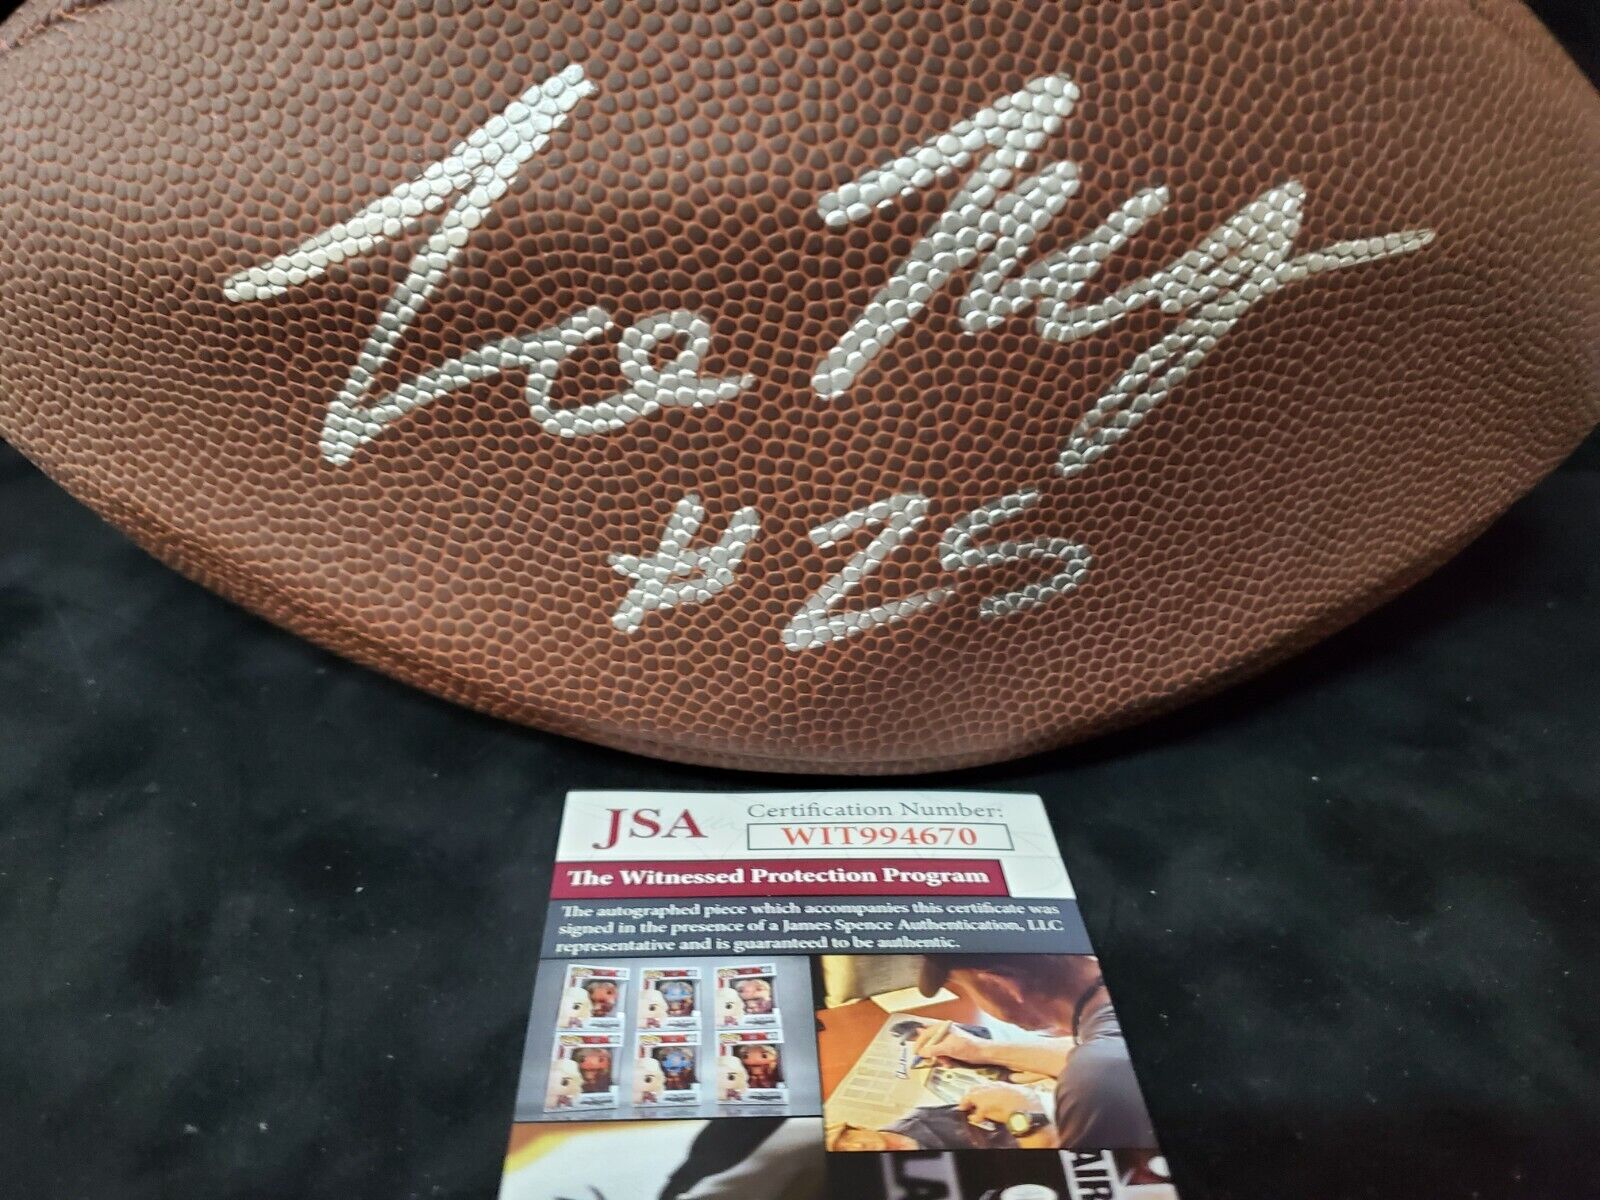 #25
JSA
Certification Number:
WIT994670
The Witnessed Protection Program
The autographed piece which accompanies this certificate was
signed in the presence of a James Spence Authentication, LLC
representative and is guaranteed to be authentic.